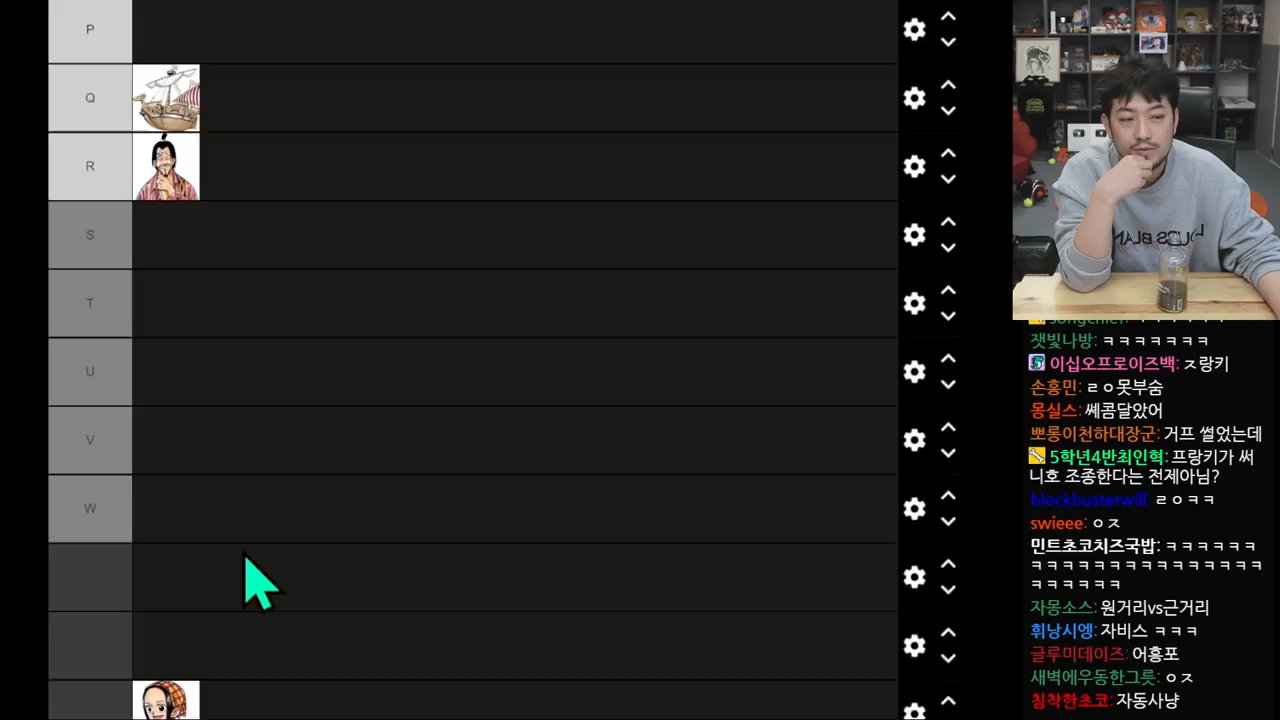 P
Q
R
S
T
U
V
W
잿빛나방: ㅋㅋㅋㅋㅋㅋㅋ
이십오프로이즈백: ㅈ랑키
손흥민: ㄹㅇ못부숨
몽실스: 쎄콤달았어
뽀롱이천하대장군: 거프 썰었는데
5학년4반최인혁: 프랑키가 써
니호 조종한다는 전제아님?
blockbusterwill: ㄹㅇㅋㅋ
swieee: ㅇㅈ
민트초코치즈국밥: ㅋㅋㅋㅋㅋㅋ
ㅋㅋㅋㅋㅋㅋㅋㅋㅋㅋㅋㅋㅋㅋㅋ
ㅋㅋㅋㅋㅋㅋ
자몽소스: 원거리vs근거리
휘낭시엥: 자비스 ㅋㅋㅋ
글루미데이즈: 어흥포
새벽에우동한그릇: ㅇㅈ
침착한초코: 자동사냥